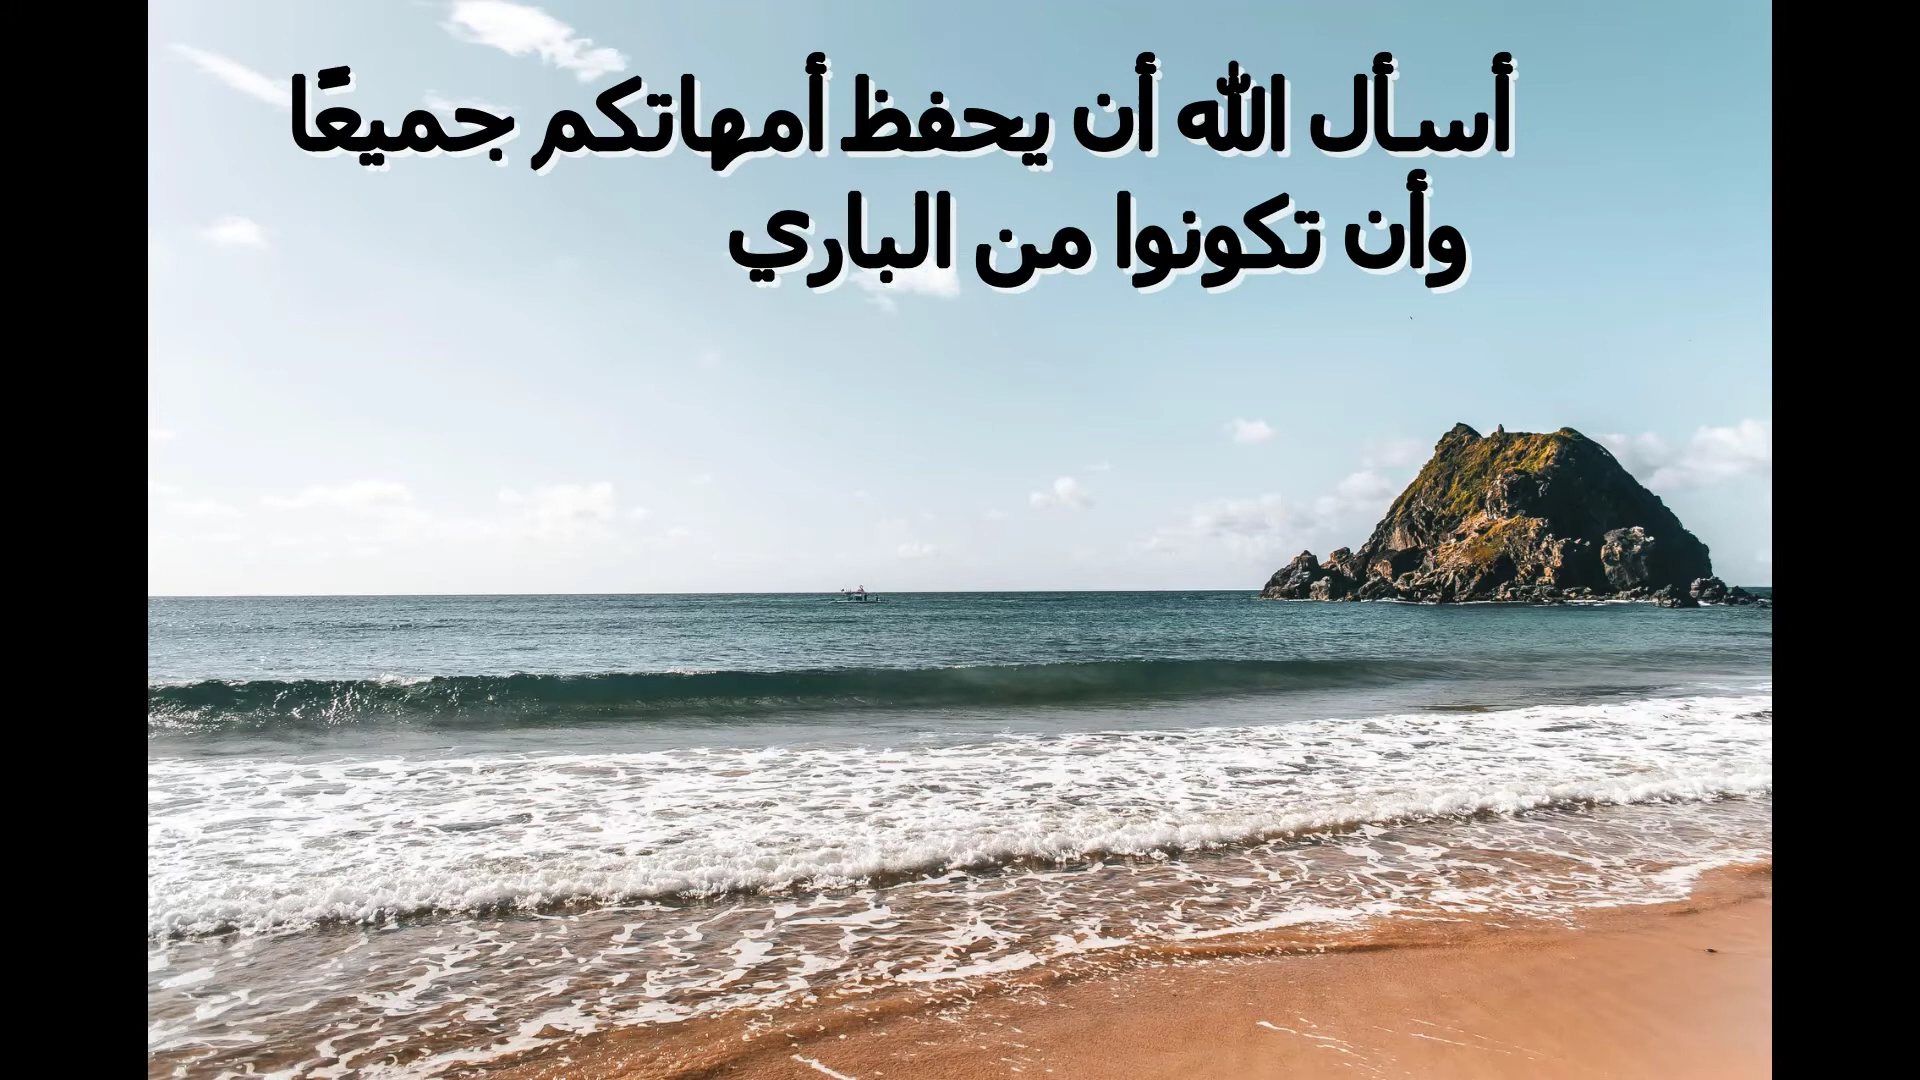 أسأل الله أن يحفظ أمهاتكم جميعًا
وأن تكونوا من الباري